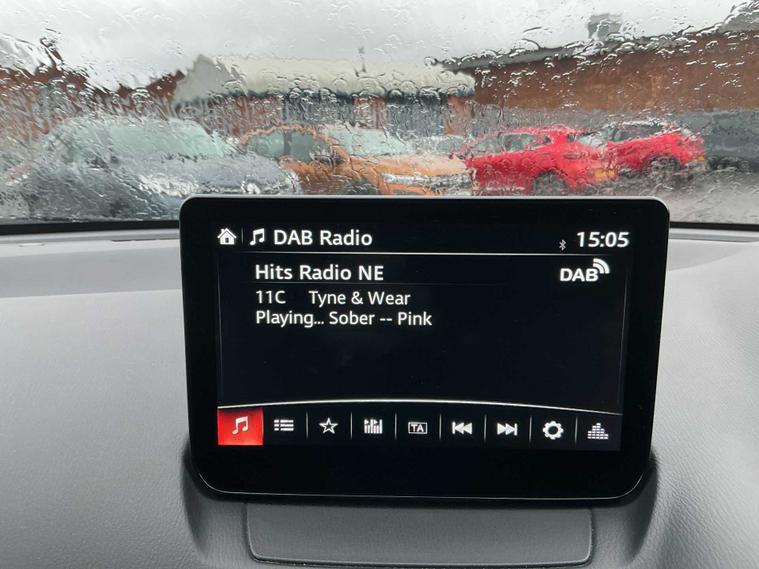 DAB Radio 15:05
Hits Radio NE DAB
11C Tyne & Wear
Playing... Sober -- Pink
TA